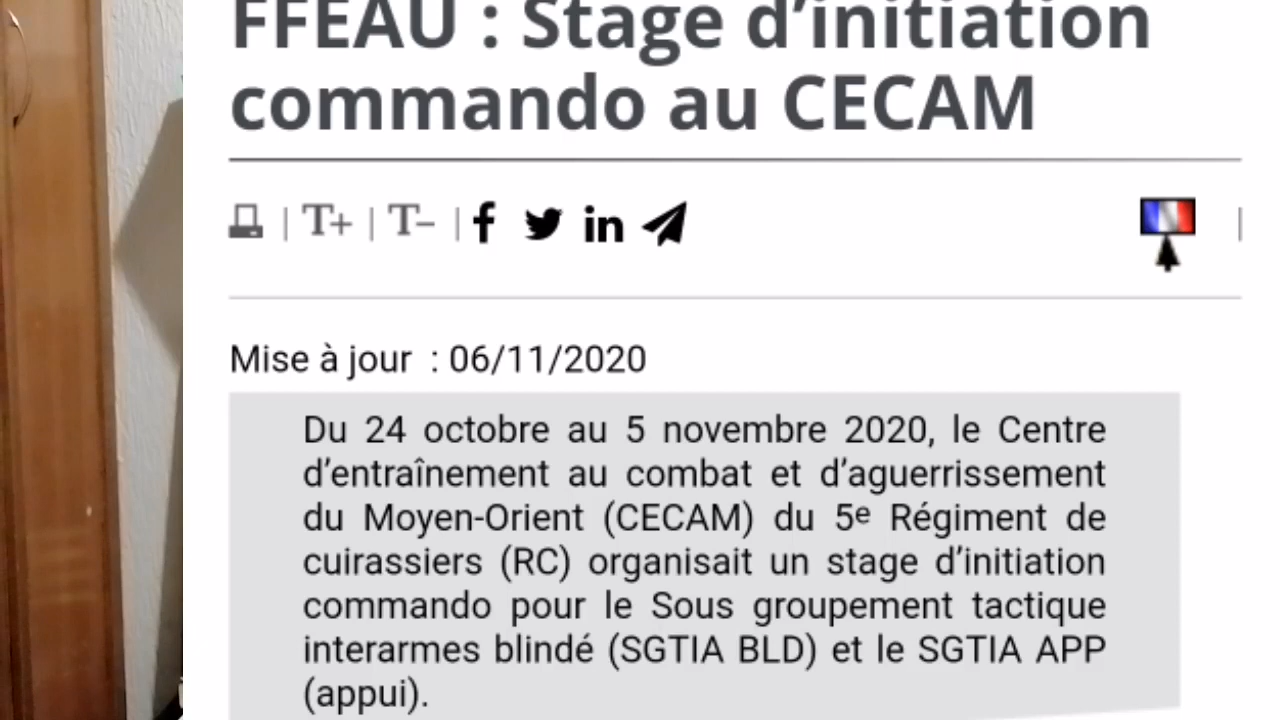 FFEAU : Stage d’initiation
commando au CECAM
T+ | T-
Mise à jour : 06/11/2020
Du 24 octobre au 5 novembre 2020, le Centre
d’entraînement au combat et d’aguerrissement
du Moyen-Orient (CECAM) du 5e Régiment de
cuirassiers (RC) organisait un stage d’initiation
commando pour le Sous groupement tactique
interarmes blindé (SGTIA BLD) et le SGTIA APP
(appui).